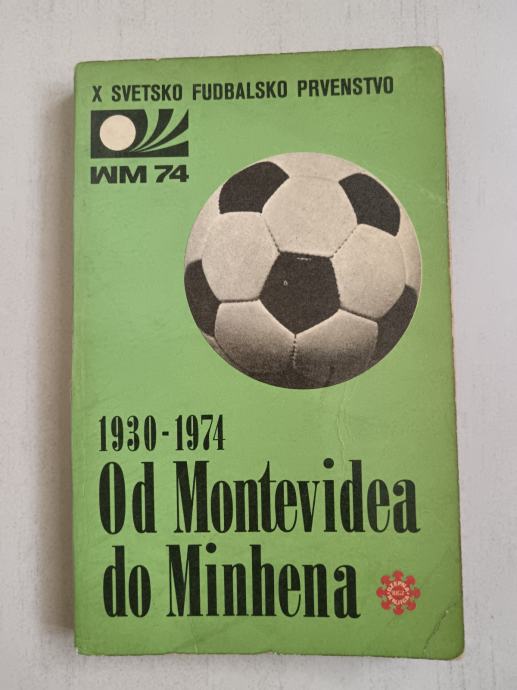 X SVETSKO FUDBALSKO PRVENSTVO
WM 74
1930-1974
Od Montevidea
do Minhena